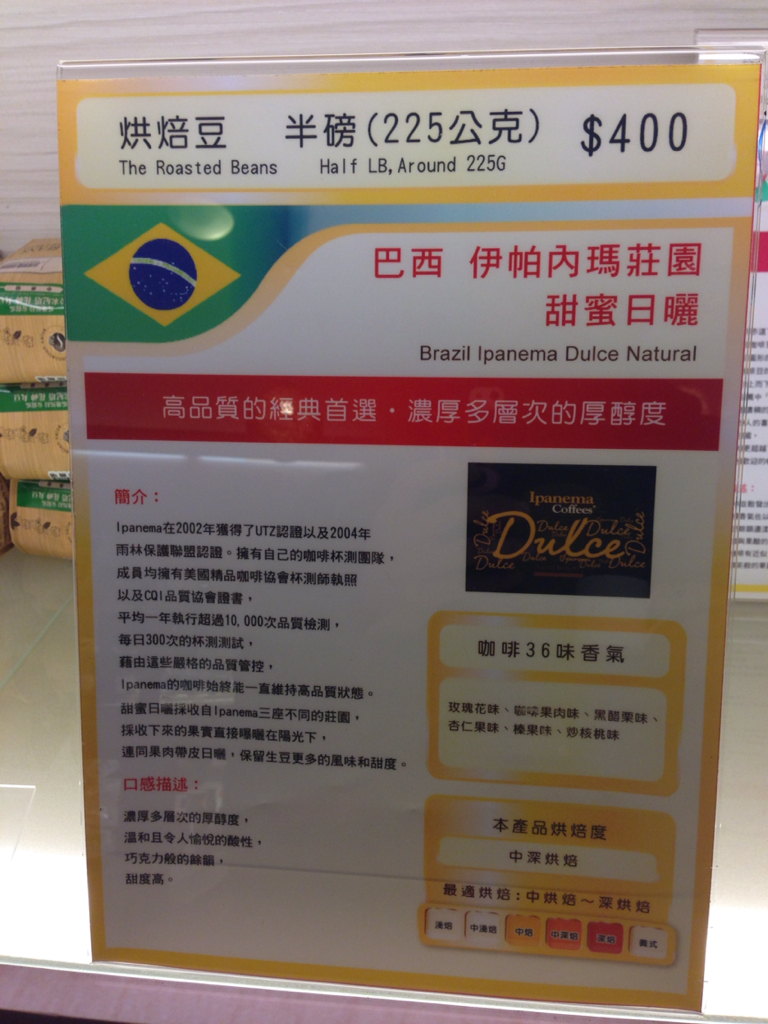 烘焙豆 半磅(225公克) $400
The Roasted Beans Half LB, Around 225G
巴西 伊帕內瑪莊園
甜蜜日曬
Brazil Ipanema Dulce Natural
高品質的經典首選・濃厚多層次的厚醇度
簡介：
Ipanema在2002年獲得了UTZ認證以及2004年
雨林保護聯盟認證。擁有自己的咖啡杯測團隊，
成員均擁有美國精品咖啡協會杯測師執照
以及CQI品質協會證書，
平均一年執行超過10,000次品質檢測，
每日300次的杯測測試，
藉由這些嚴格的品質管控，
Ipanema的咖啡始終能一直維持高品質狀態。
甜蜜日曬採收自Ipanema三座不同的莊園，
採收下來的果實直接曝曬在陽光下，
連同果肉帶皮日曬，保留生豆更多的風味和甜度。
口感描述：
濃厚多層次的厚醇度，
溫和且令人愉悅的酸性，
巧克力般的餘韻，
甜度高。
Ipanema
Coffees
Dulce
Dulce
Dulce
Dulce
Dulce
咖啡36味香氣
玫瑰花味、咖啡果肉味、黑醋栗味、
杏仁果味、榛果味、炒核桃味
本產品烘焙度
中深烘焙
最適烘焙：中烘焙～深烘焙
淺焙 中淺焙 中焙 中深焙 深焙 義式